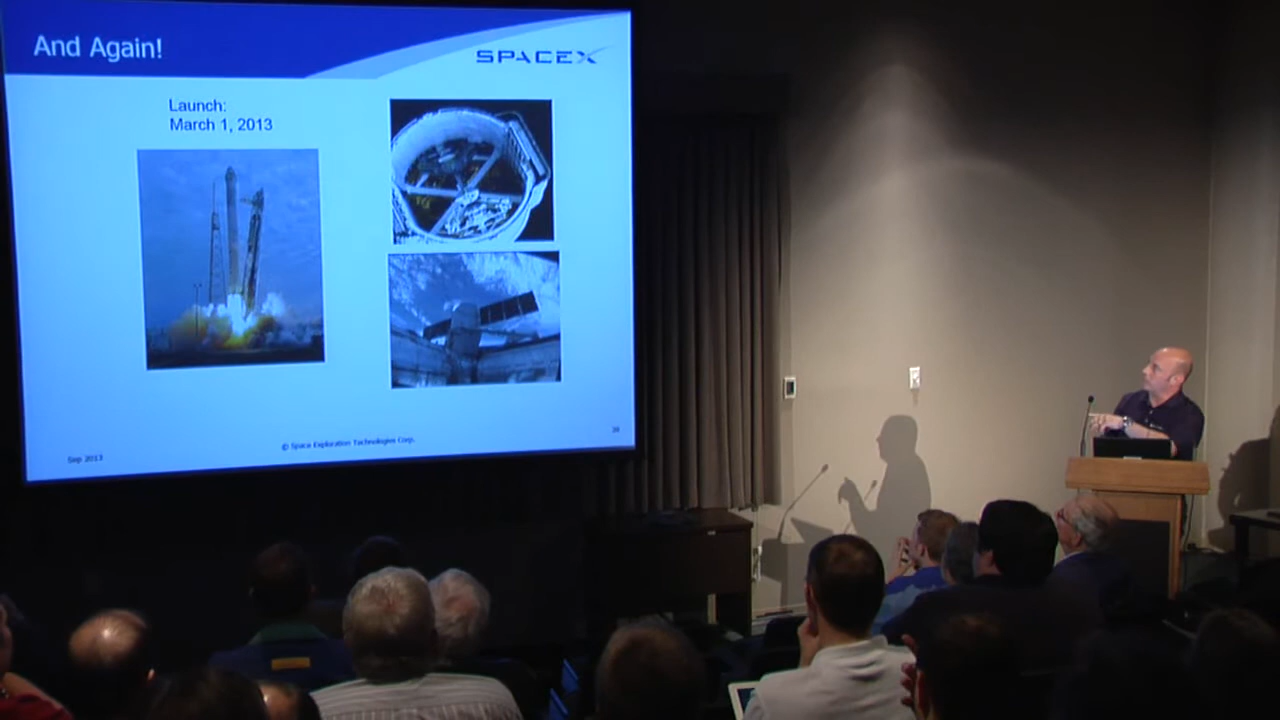 And Again!
SPACEX
Launch:
March 1, 2013
© Space Exploration Technologies Corp.
Sep 2013